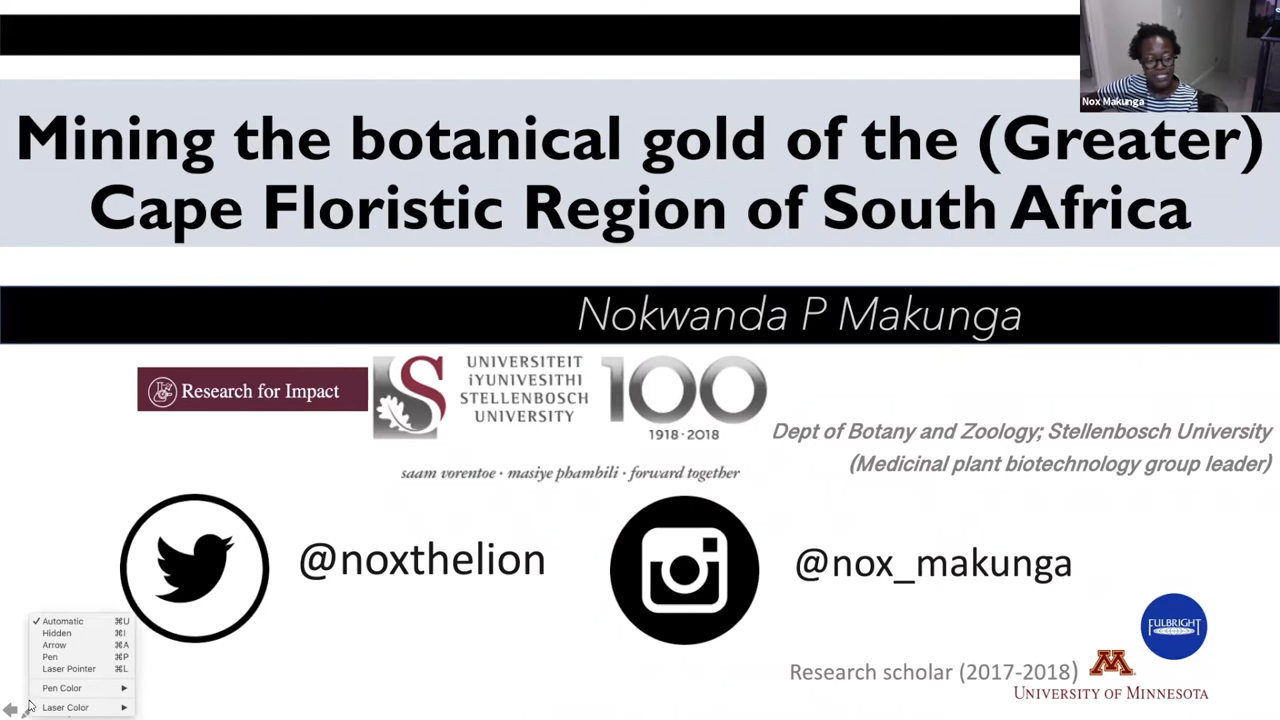 Nox Makunga
Mining the botanical gold of the (Greater)
Cape Floristic Region of South Africa
Nokwanda P Makunga
Research for Impact
UNIVERSITEIT
iYUNIVESITHI
STELLENBOSCH
UNIVERSITY
100
1918·2018
saam vorentoe · masiye phambili · forward together
Dept of Botany and Zoology; Stellenbosch University
(Medicinal plant biotechnology group leader)
@noxthelion
@nox_makunga
✓ Automatic ⌘U
Hidden ⌘I
Arrow ⌘A
Pen ⌘P
Laser Pointer ⌘L
Pen Color ▶
Laser Color ▶
FULBRIGHT
Research scholar (2017-2018)
M
UNIVERSITY OF MINNESOTA